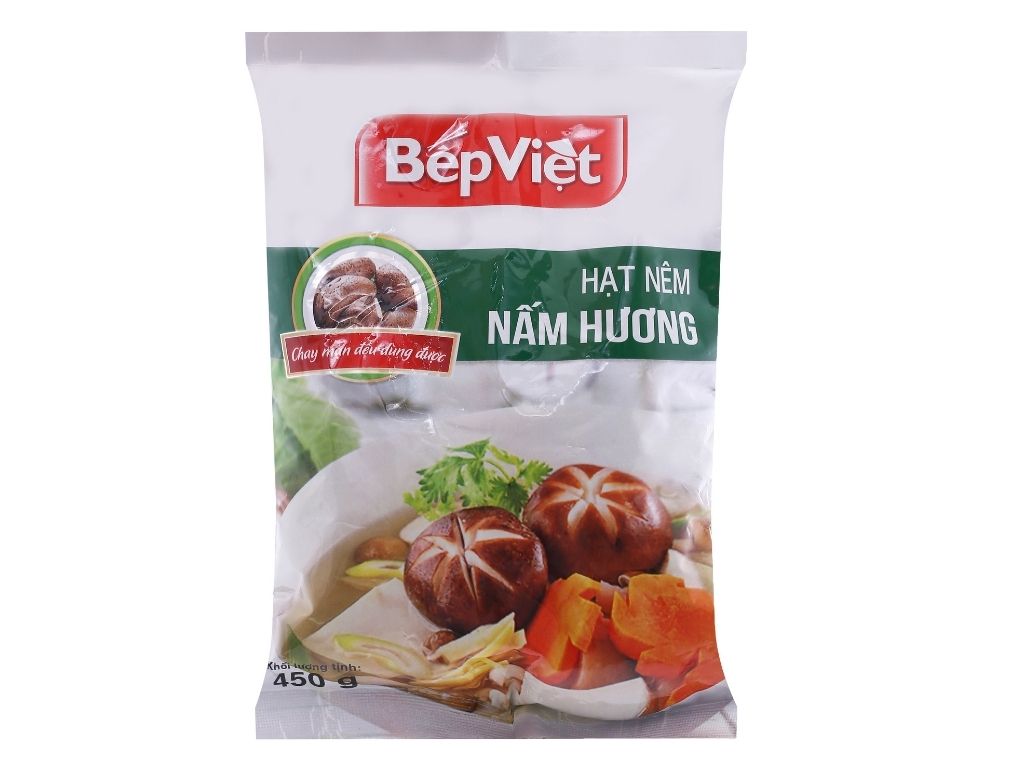 BếpViệt
HẠT NÊM
NẤM HƯƠNG
Chay mặn đều dùng được
Khối lượng tịnh:
450 g